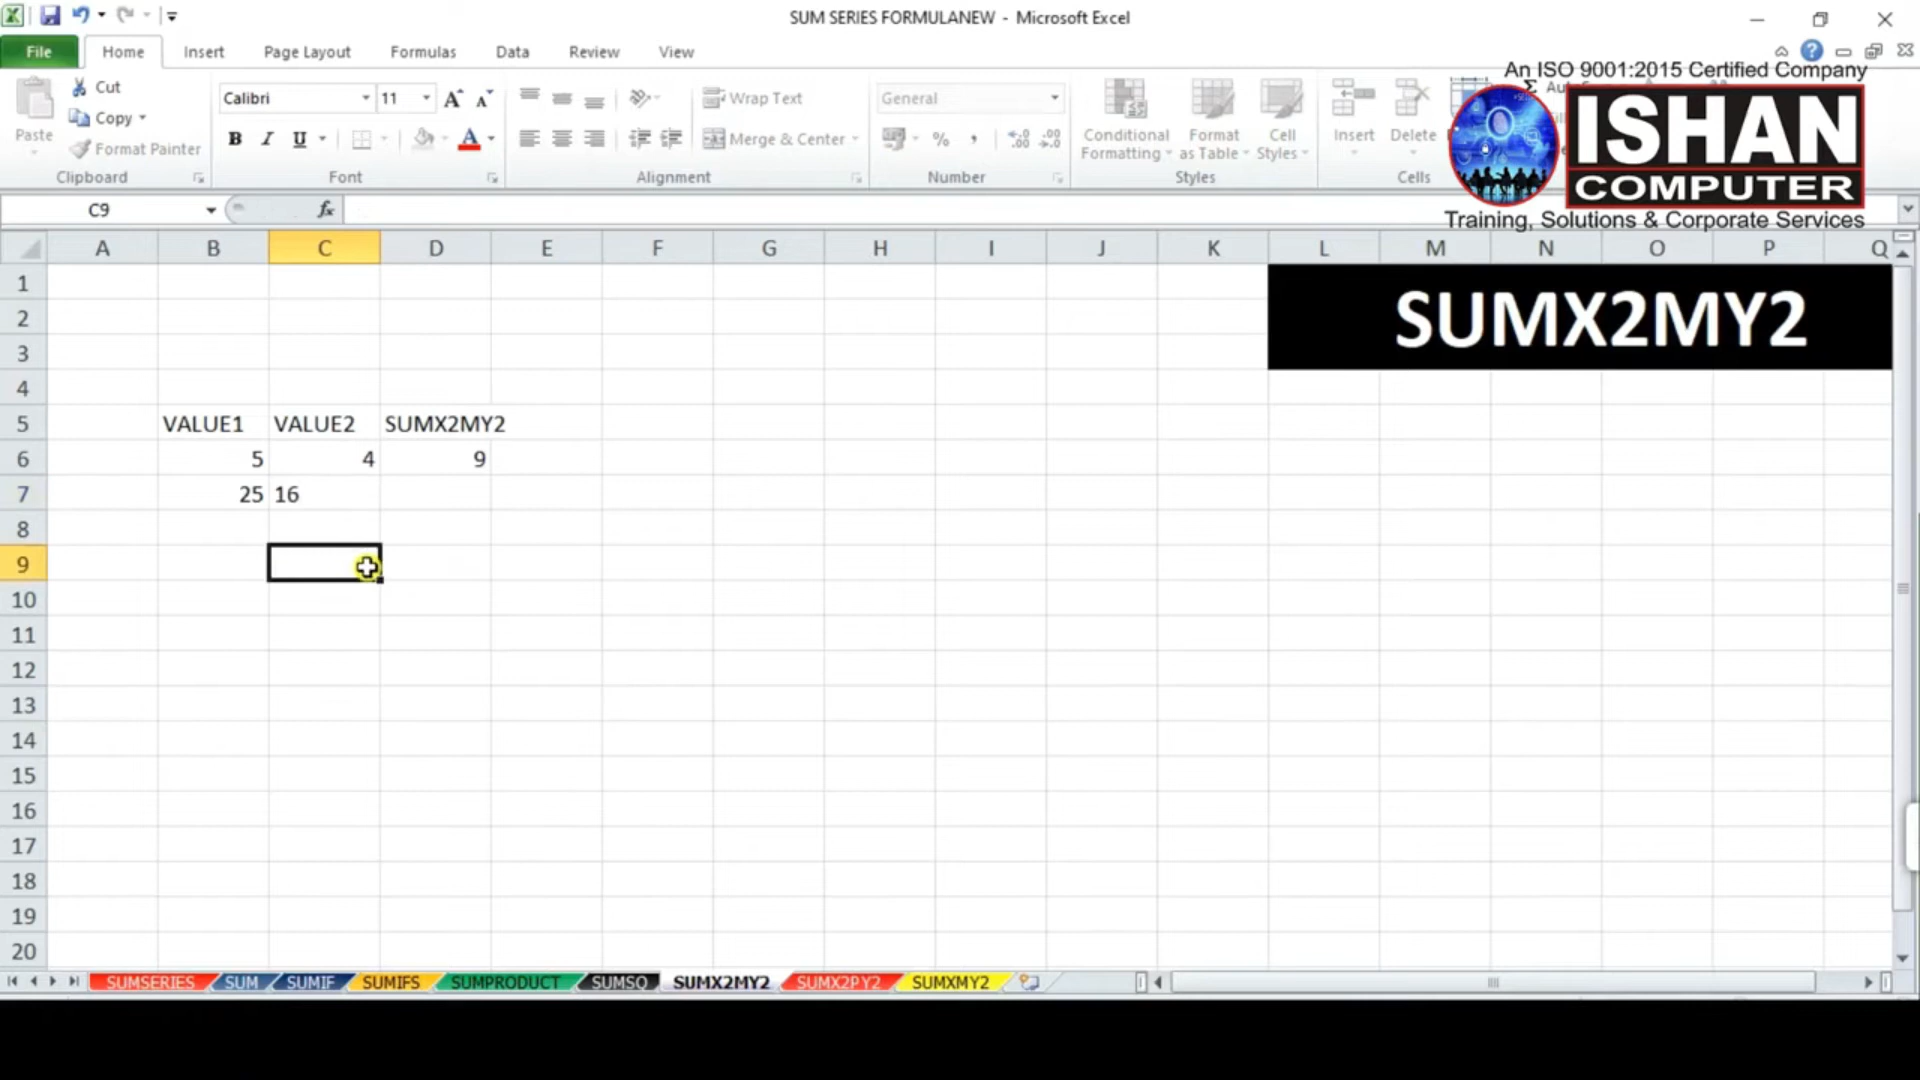 SUM SERIES FORMULANEW - Microsoft Excel
File Home Insert Page Layout Formulas Data Review View
An ISO 9001:2015 Certified Company
ISHAN
COMPUTER
Training, Solutions & Corporate Services
Cut
Copy
Format Painter
Paste
Clipboard
Calibri 11
B I U A
Font
Wrap Text
Merge & Center
Alignment
General
% ,
Number
Conditional Formatting
Format as Table
Cell Styles
Styles
Insert Delete
Cells
C9 fx
A B C D E F G H I J K L M N O P Q
SUMX2MY2
1
2
3
4
5 VALUE1 VALUE2 SUMX2MY2
6 5 4 9
7 25 16
8
9
10
11
12
13
14
15
16
17
18
19
20
SUMSERIES SUM SUMIF SUMIFS SUMPRODUCT SUMSQ SUMX2MY2 SUMX2PY2 SUMXMY2